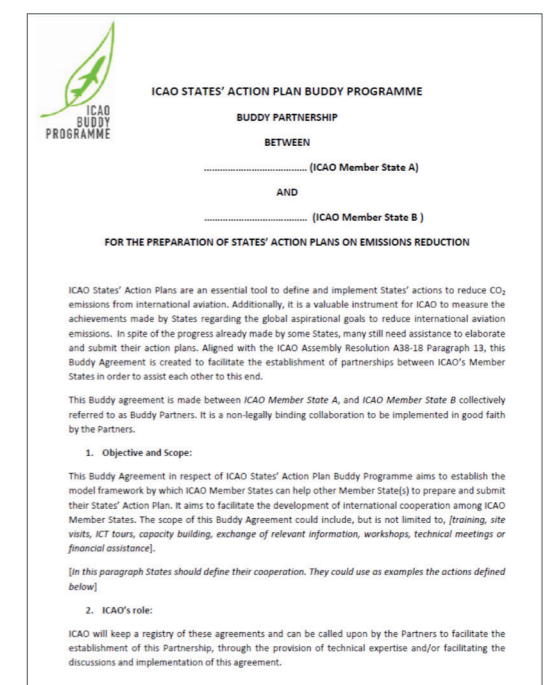 ICAO
BUDDY
PROGRAMME
ICAO STATES' ACTION PLAN BUDDY PROGRAMME
BUDDY PARTNERSHIP
BETWEEN
..................................... (ICAO Member State A)
AND
..................................... (ICAO Member State B )
FOR THE PREPARATION OF STATES' ACTION PLANS ON EMISSIONS REDUCTION
ICAO States' Action Plans are an essential tool to define and implement States' actions to reduce CO₂
emissions from international aviation. Additionally, it is a valuable instrument for ICAO to measure the
achievements made by States regarding the global aspirational goals to reduce international aviation
emissions. In spite of the progress already made by some States, many still need assistance to elaborate
and submit their action plans. Aligned with the ICAO Assembly Resolution A38-18 Paragraph 13, this
Buddy Agreement is created to facilitate the establishment of partnerships between ICAO's Member
States in order to assist each other to this end.
This Buddy agreement is made between ICAO Member State A, and ICAO Member State B collectively
referred to as Buddy Partners. It is a non-legally binding collaboration to be implemented in good faith
by the Partners.
1. Objective and Scope:
This Buddy Agreement in respect of ICAO States' Action Plan Buddy Programme aims to establish the
model framework by which ICAO Member States can help other Member State(s) to prepare and submit
their States' Action Plan. It aims to facilitate the development of international cooperation among ICAO
Member States. The scope of this Buddy Agreement could include, but is not limited to, [training, site
visits, ICT tours, capacity building, exchange of relevant information, workshops, technical meetings or
financial assistance].
[In this paragraph States should define their cooperation. They could use as examples the actions defined
below]
2. ICAO's role:
ICAO will keep a registry of these agreements and can be called upon by the Partners to facilitate the
establishment of this Partnership, through the provision of technical expertise and/or facilitating the
discussions and implementation of this agreement.